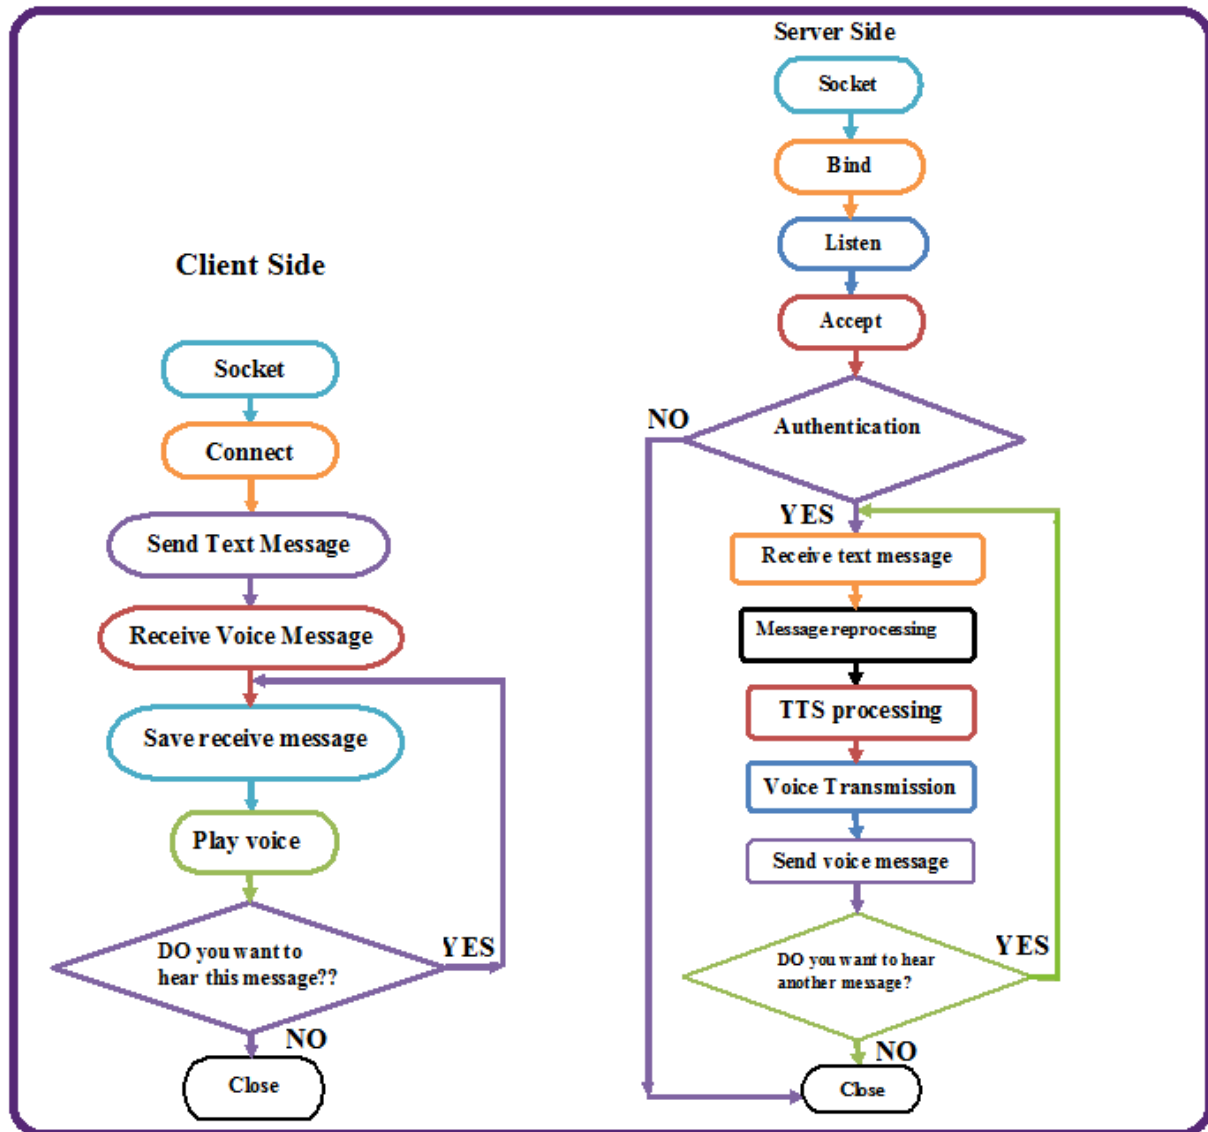 Client Side
Socket
Connect
Send Text Message
Receive Voice Message
Save receive message
Play voice
DO you want to
hear this message??
YES
NO
Close
Server Side
Socket
Bind
Listen
Accept
Authentication
NO
YES
Receive text message
Message reprocessing
TTS processing
Voice Transmission
Send voice message
DO you want to hear
another message?
YES
NO
Close